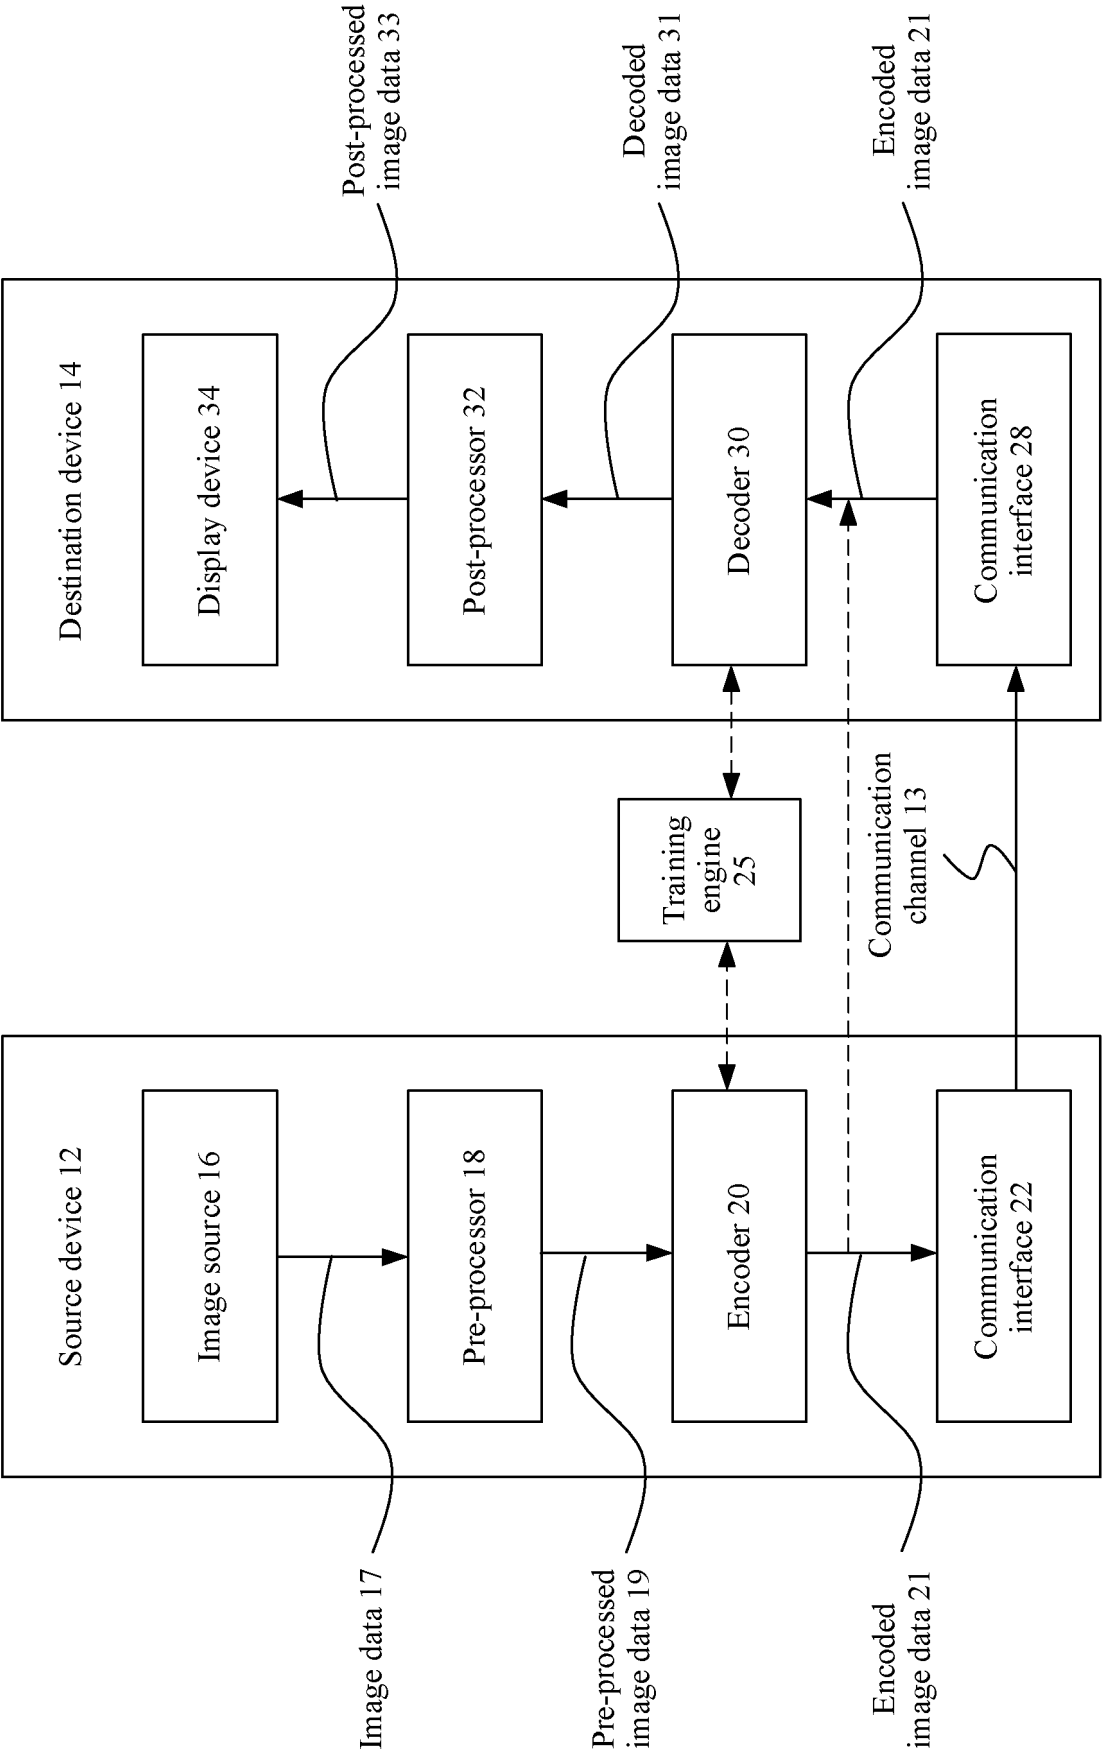 Source device 12
Image source 16
Image data 17
Pre-processor 18
Pre-processed
image data 19
Encoder 20
Encoded
image data 21
Communication
interface 22
Training
engine
25
Communication
channel 13
Destination device 14
Display device 34
Post-processed
image data 33
Post-processor 32
Decoded
image data 31
Decoder 30
Encoded
image data 21
Communication
interface 28